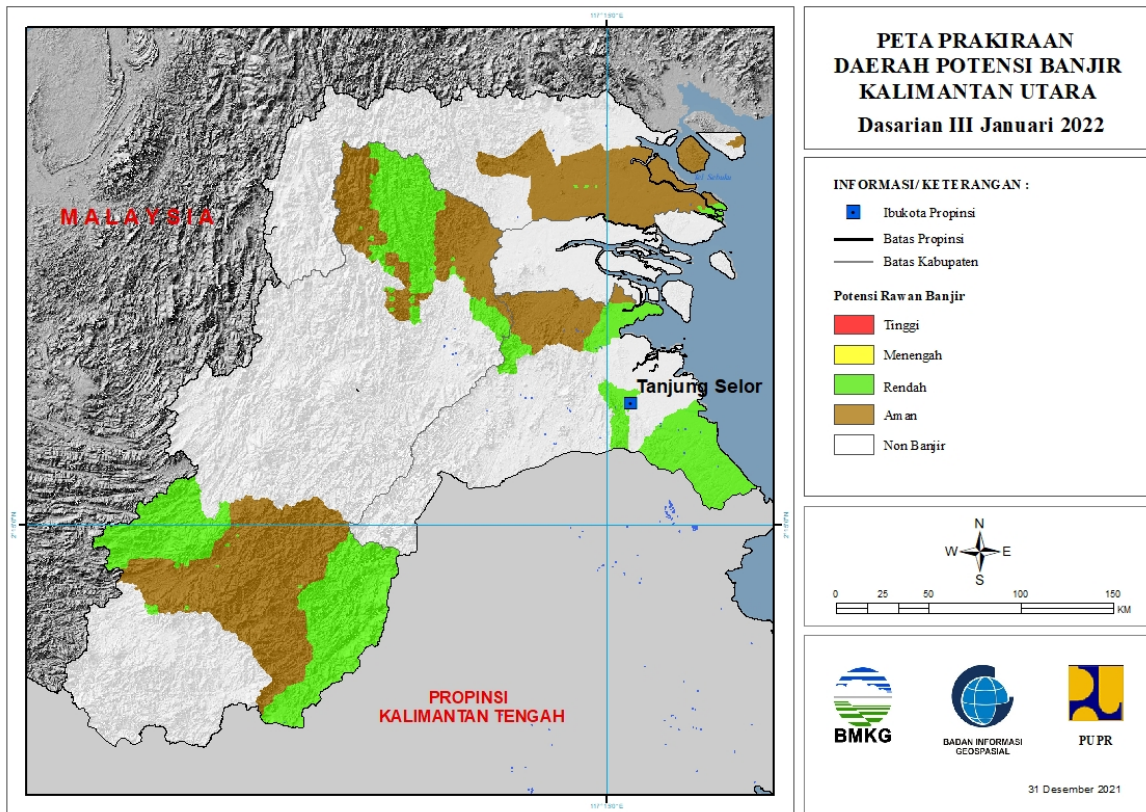 PETA PRAKIRAAN
DAERAH POTENSI BANJIR
KALIMANTAN UTARA
Dasarian III Januari 2022
INFORMASI/ KETERANGAN :
Ibukota Propinsi
Batas Propinsi
Batas Kabupaten
Potensi Rawan Banjir
Tinggi
Menengah
Rendah
Aman
Non Banjir
N
W E
S
0 25 50 100 150
KM
BMKG
BADAN INFORMASI
GEOSPASIAL
PUPR
31 Desember 2021
MALAYSIA
Tanjung Selor
PROPINSI
KALIMANTAN TENGAH